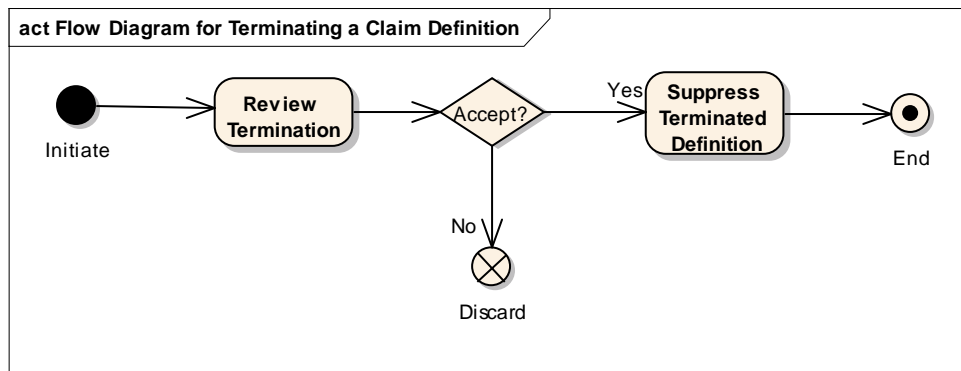 act Flow Diagram for Terminating a Claim Definition
Initiate
Review
Termination
Accept?
Yes
No
Discard
Suppress
Terminated
Definition
End